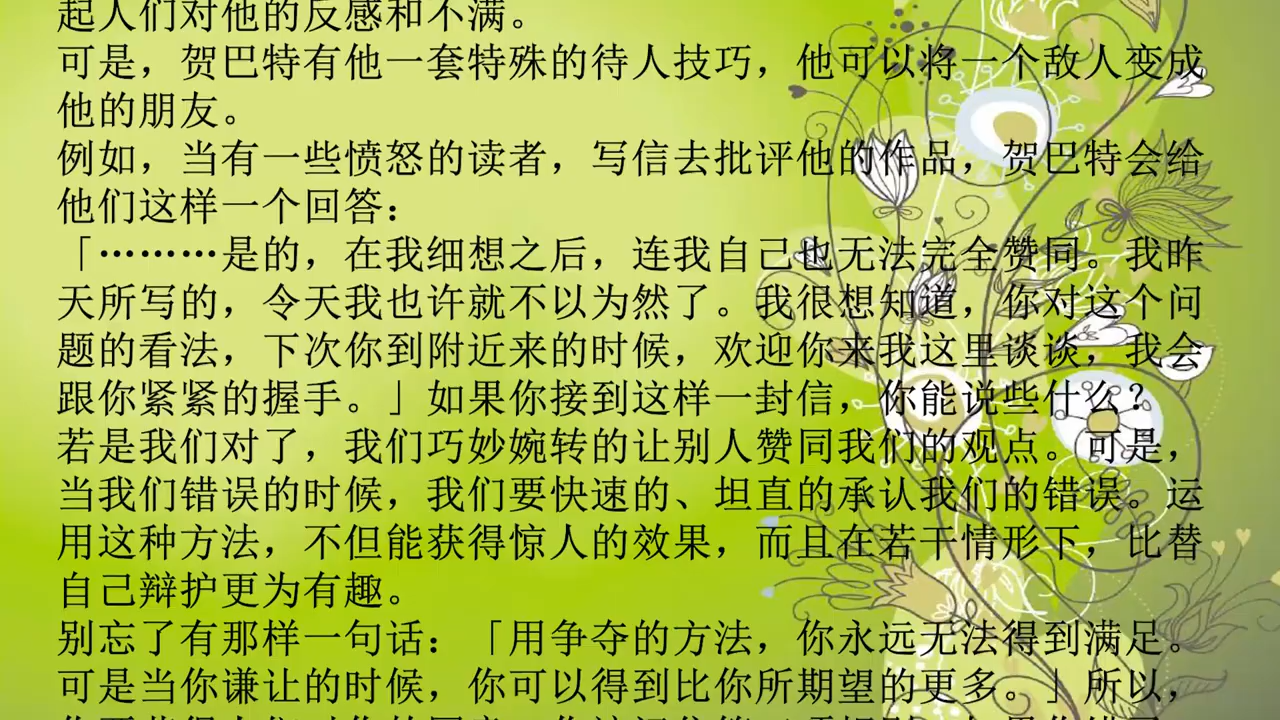 起人们对他的反感和不满。
可是，贺巴特有他一套特殊的待人技巧，他可以将一个敌人变成
他的朋友。
例如，当有一些愤怒的读者，写信去批评他的作品，贺巴特会给
他们这样一个回答：
「………是的，在我细想之后，连我自己也无法完全赞同。我昨
天所写的，令天我也许就不以为然了。我很想知道，你对这个问
题的看法，下次你到附近来的时候，欢迎你来我这里谈谈，我会
跟你紧紧的握手。」如果你接到这样一封信，你能说些什么？
若是我们对了，我们巧妙婉转的让别人赞同我们的观点。可是，
当我们错误的时候，我们要快速的、坦直的承认我们的错误。运
用这种方法，不但能获得惊人的效果，而且在若干情形下，比替
自己辩护更为有趣。
别忘了有那样一句话：「用争夺的方法，你永远无法得到满足。
可是当你谦让的时候，你可以得到比你所期望的更多。」所以，